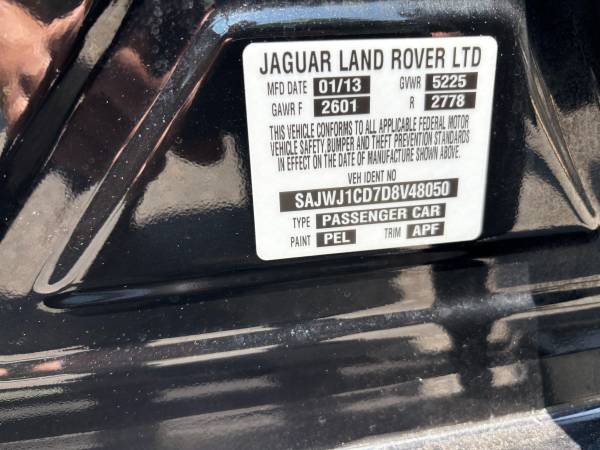 JAGUAR LAND ROVER LTD
MFD DATE 01/13 GVWR 5225
GAWR F 2601 R 2778
THIS VEHICLE CONFORMS TO ALL APPLICABLE FEDERAL MOTOR
VEHICLE SAFETY,BUMPER AND THEFT PREVENTION STANDARDS
IN EFFECT ON THE DATE OF MANUFACTURE SHOWN ABOVE.
VEH IDENT NO
SAJWJ1CD7D8V48050
TYPE PASSENGER CAR
PAINT PEL TRIM APF